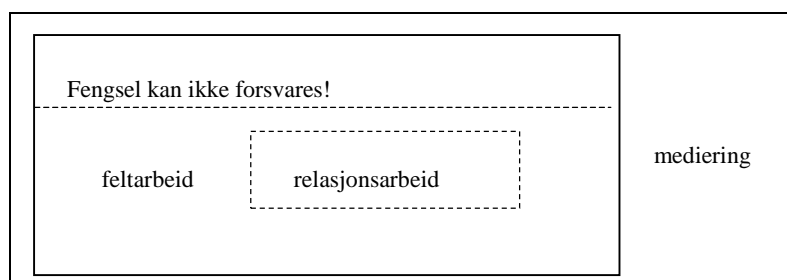 Fengsel kan ikke forsvares!
mediering
feltarbeid relasjonsarbeid